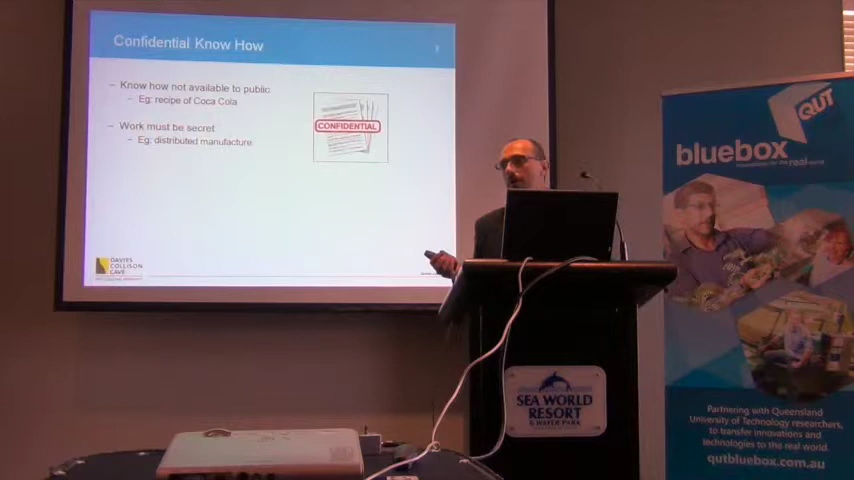 Confidential Know How
– Know how not available to public
– Eg: recipe of Coca Cola
– Work must be secret
– Eg: distributed manufacture
CONFIDENTIAL
DAVIES
COLLISON
CAVE
SEA WORLD
RESORT
& WATER PARK
QUT
bluebox
Innovations for the real world
Partnering with Queensland
University of Technology researchers,
to transfer innovations and
technologies to the real world.
qutbluebox.com.au